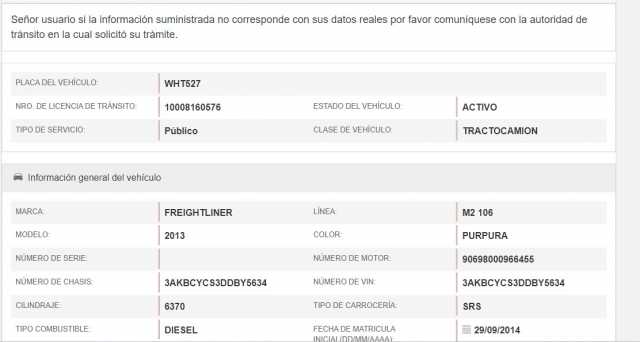 Señor usuario si la información suministrada no corresponde con sus datos reales por favor comuníquese con la autoridad de
tránsito en la cual solicitó su trámite.
PLACA DEL VEHÍCULO: WHT527
NRO. DE LICENCIA DE TRÁNSITO: 10008160576 ESTADO DEL VEHÍCULO: ACTIVO
TIPO DE SERVICIO: Público CLASE DE VEHÍCULO: TRACTOCAMION
Información general del vehículo
MARCA: FREIGHTLINER LÍNEA: M2 106
MODELO: 2013 COLOR: PURPURA
NÚMERO DE SERIE: NÚMERO DE MOTOR: 90698000966455
NÚMERO DE CHASIS: 3AKBCYCS3DDBY5634 NÚMERO DE VIN: 3AKBCYCS3DDBY5634
CILINDRAJE: 6370 TIPO DE CARROCERÍA: SRS
TIPO COMBUSTIBLE: DIESEL FECHA DE MATRICULA 29/09/2014
INICIAL(DD/MM/AAAA):